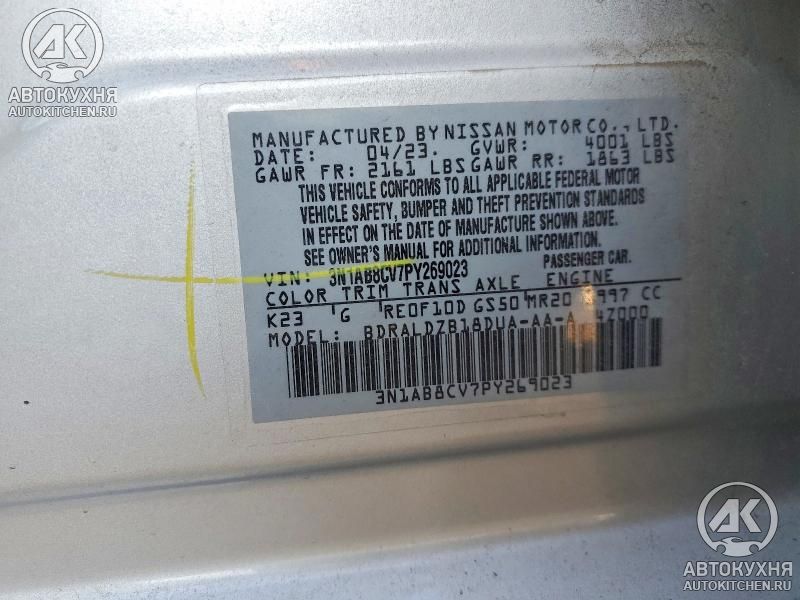 AK
АВТОКУХНЯ
AUTOKITCHEN.RU
MANUFACTURED BY NISSAN MOTOR CO., LTD.
DATE: 04/23. GVWR: 4001 LBS
GAWR FR: 2161 LBS GAWR RR: 1863 LBS
THIS VEHICLE CONFORMS TO ALL APPLICABLE FEDERAL MOTOR
VEHICLE SAFETY, BUMPER AND THEFT PREVENTION STANDARDS
IN EFFECT ON THE DATE OF MANUFACTURE SHOWN ABOVE.
SEE OWNER'S MANUAL FOR ADDITIONAL INFORMATION.
VIN: 3N1AB8CV7PY269023 PASSENGER CAR.
COLOR TRIM TRANS AXLE ENGINE
K23 'G 'RE0F10D GS50 'MR20 1997 CC
MODEL: BDRALDZB18DUA-AA-A 4Z000
3N1AB8CV7PY269023
AK
АВТОКУХНЯ
AUTOKITCHEN.RU